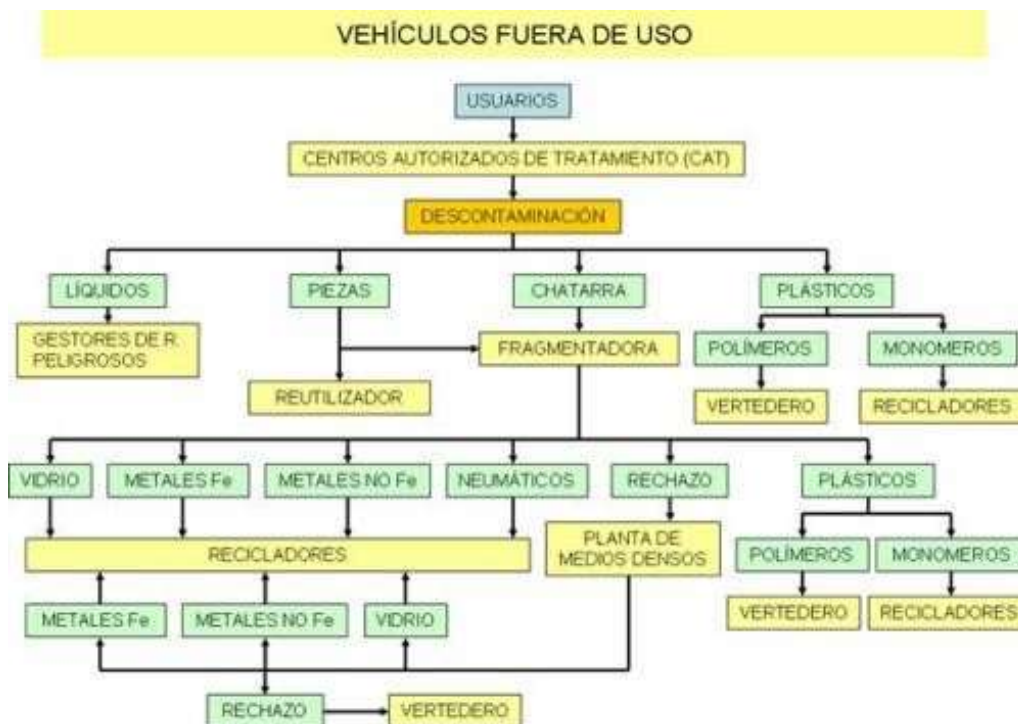 VEHÍCULOS FUERA DE USO
USUARIOS
CENTROS AUTORIZADOS DE TRATAMIENTO (CAT)
DESCONTAMINACIÓN
LÍQUIDOS
PIEZAS
CHATARRA
PLÁSTICOS
GESTORES DE R.
PELIGROSOS
FRAGMENTADORA
POLÍMEROS
MONOMEROS
REUTILIZADOR
VERTEDERO
RECICLADORES
VIDRIO
METALES Fe
METALES NO Fe
NEUMÁTICOS
RECHAZO
PLÁSTICOS
RECICLADORES
PLANTA DE
MEDIOS DENSOS
POLÍMEROS
MONOMEROS
METALES Fe
METALES NO Fe
VIDRIO
VERTEDERO
RECICLADORES
RECHAZO
VERTEDERO